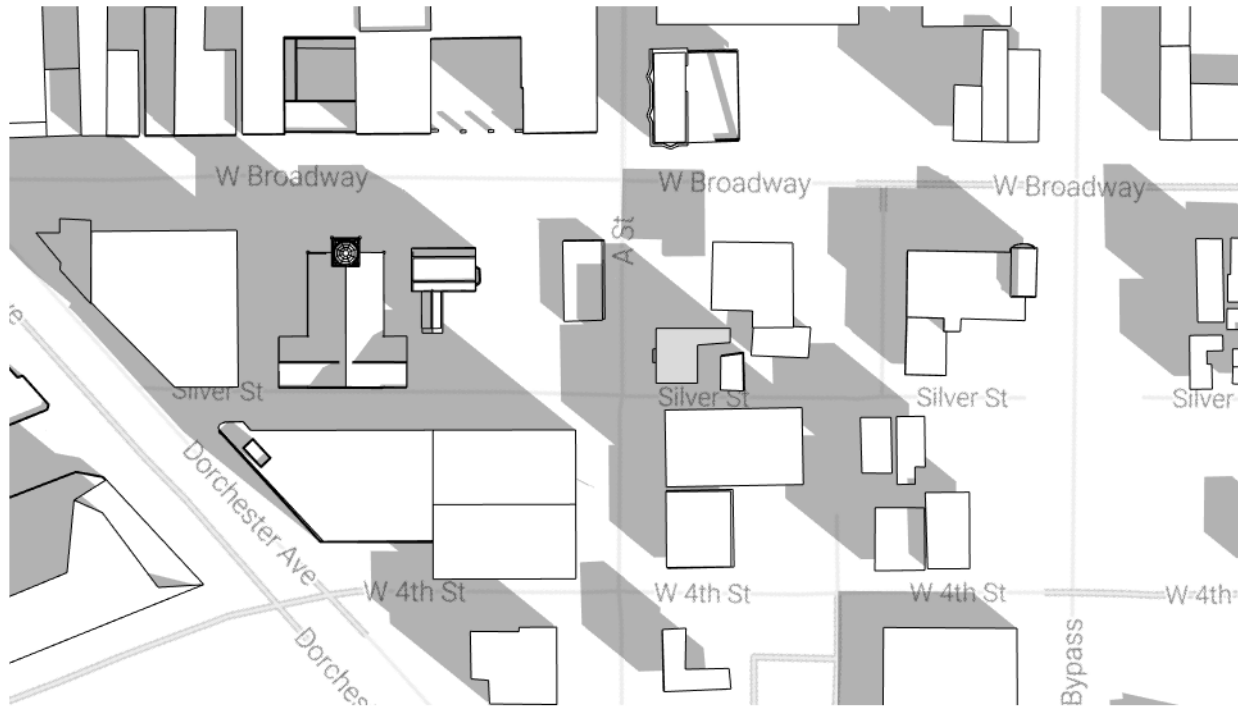 W Broadway
W Broadway
W Broadway
A St
Silver St
Silver St
Silver St
Silver
Dorchester Ave
W 4th St
W 4th St
W 4th St
W 4th
Dorches
Bypass